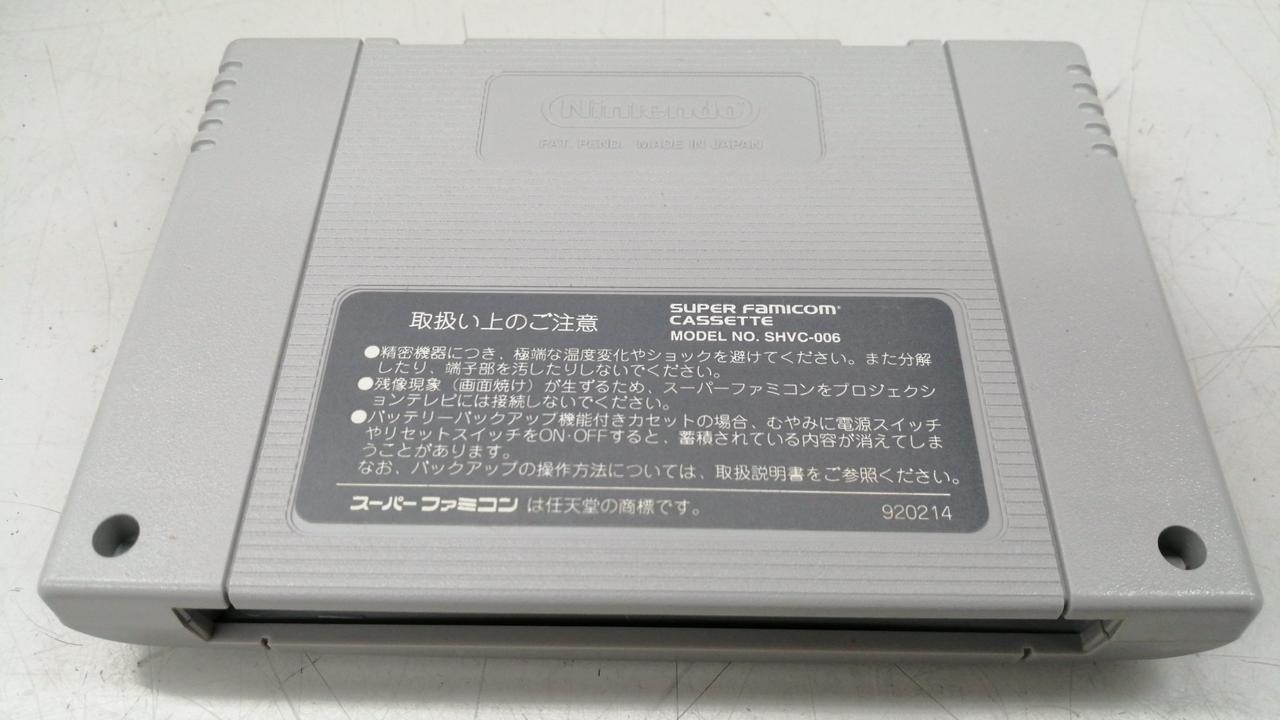 Nintendo
PAT. PEND. MADE IN JAPAN
取扱い上のご注意
SUPER FAMICOM
CASSETTE
MODEL NO. SHVC-006
●精密機器につき、極端な温度変化やショックを避けてください。また分解
したり、端子部を汚したりしないでください。
●残像現象（画面焼け）が生ずるため、スーパーファミコンをプロジェクシ
ョンテレビには接続しないでください。
●バッテリーバックアップ機能付きカセットの場合、むやみに電源スイッチ
やリセットスイッチをON·OFFすると、蓄積されている内容が消えてしま
うことがあります。
なお、バックアップの操作方法については、取扱説明書をご参照ください。
スーパーファミコン は任天堂の商標です。
920214